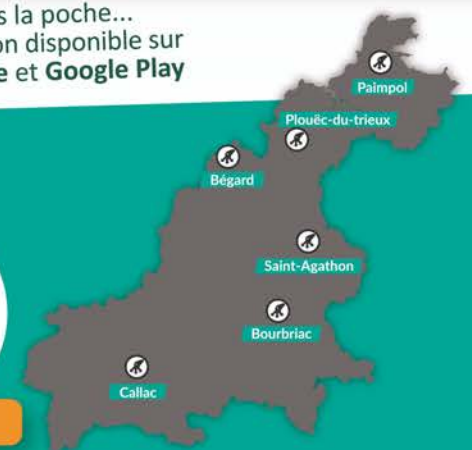 s la poche...
on disponible sur
e et Google Play
Paimpol
Plouëc-du-trieux
Bégard
Saint-Agathon
Bourbriac
Callac